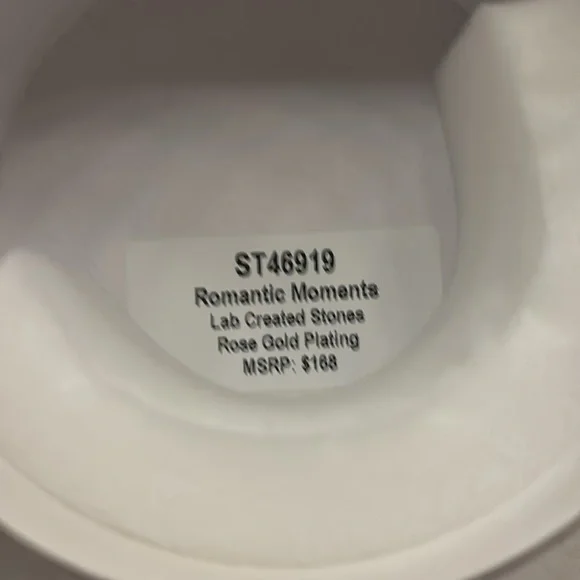 ST46919
Romantic Moments
Lab Created Stones
Rose Gold Plating
MSRP: $168